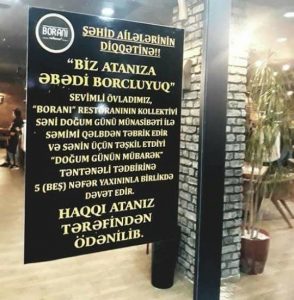 BORANI
ŞƏHİD AİLƏLƏRİNİN
DİQQƏTİNƏ!!
"BİZ ATANIZA
ƏBƏDİ BORCLUYUQ"
SEVİMLİ ÖVLADIMIZ,
"BORANI" RESTORANININ KOLLEKTİVİ
SƏNİ DOĞUM GÜNÜ MÜNASİBƏTİ İLƏ
SƏMİMİ QƏLBDƏN TƏBRİK EDİR
VƏ SƏNİN ÜÇÜN TƏŞKİL ETDİYİ
"DOĞUM GÜNÜN MÜBARƏK"
TƏNTƏNƏLİ TƏDBİRİNƏ
5 (BEŞ) NƏFƏR YAXININLA BİRLİKDƏ
DƏVƏT EDİR.
HAQQI ATANIZ
TƏRƏFİNDƏN
ÖDƏNİLİB.